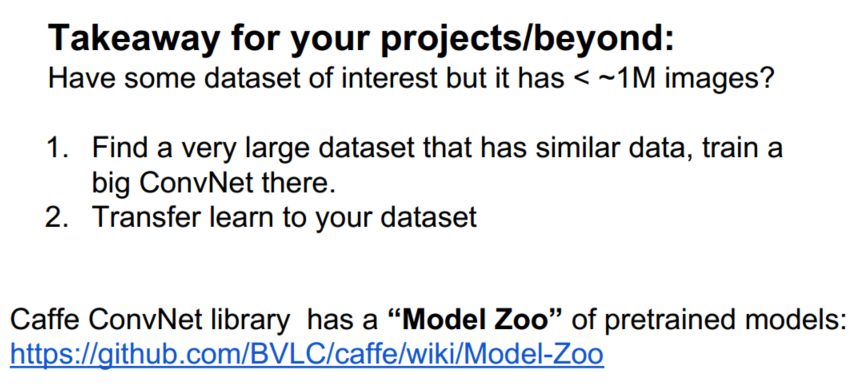 Takeaway for your projects/beyond:
Have some dataset of interest but it has < ~1M images?
1. Find a very large dataset that has similar data, train a
big ConvNet there.
2. Transfer learn to your dataset
Caffe ConvNet library has a “Model Zoo” of pretrained models:
https://github.com/BVLC/caffe/wiki/Model-Zoo